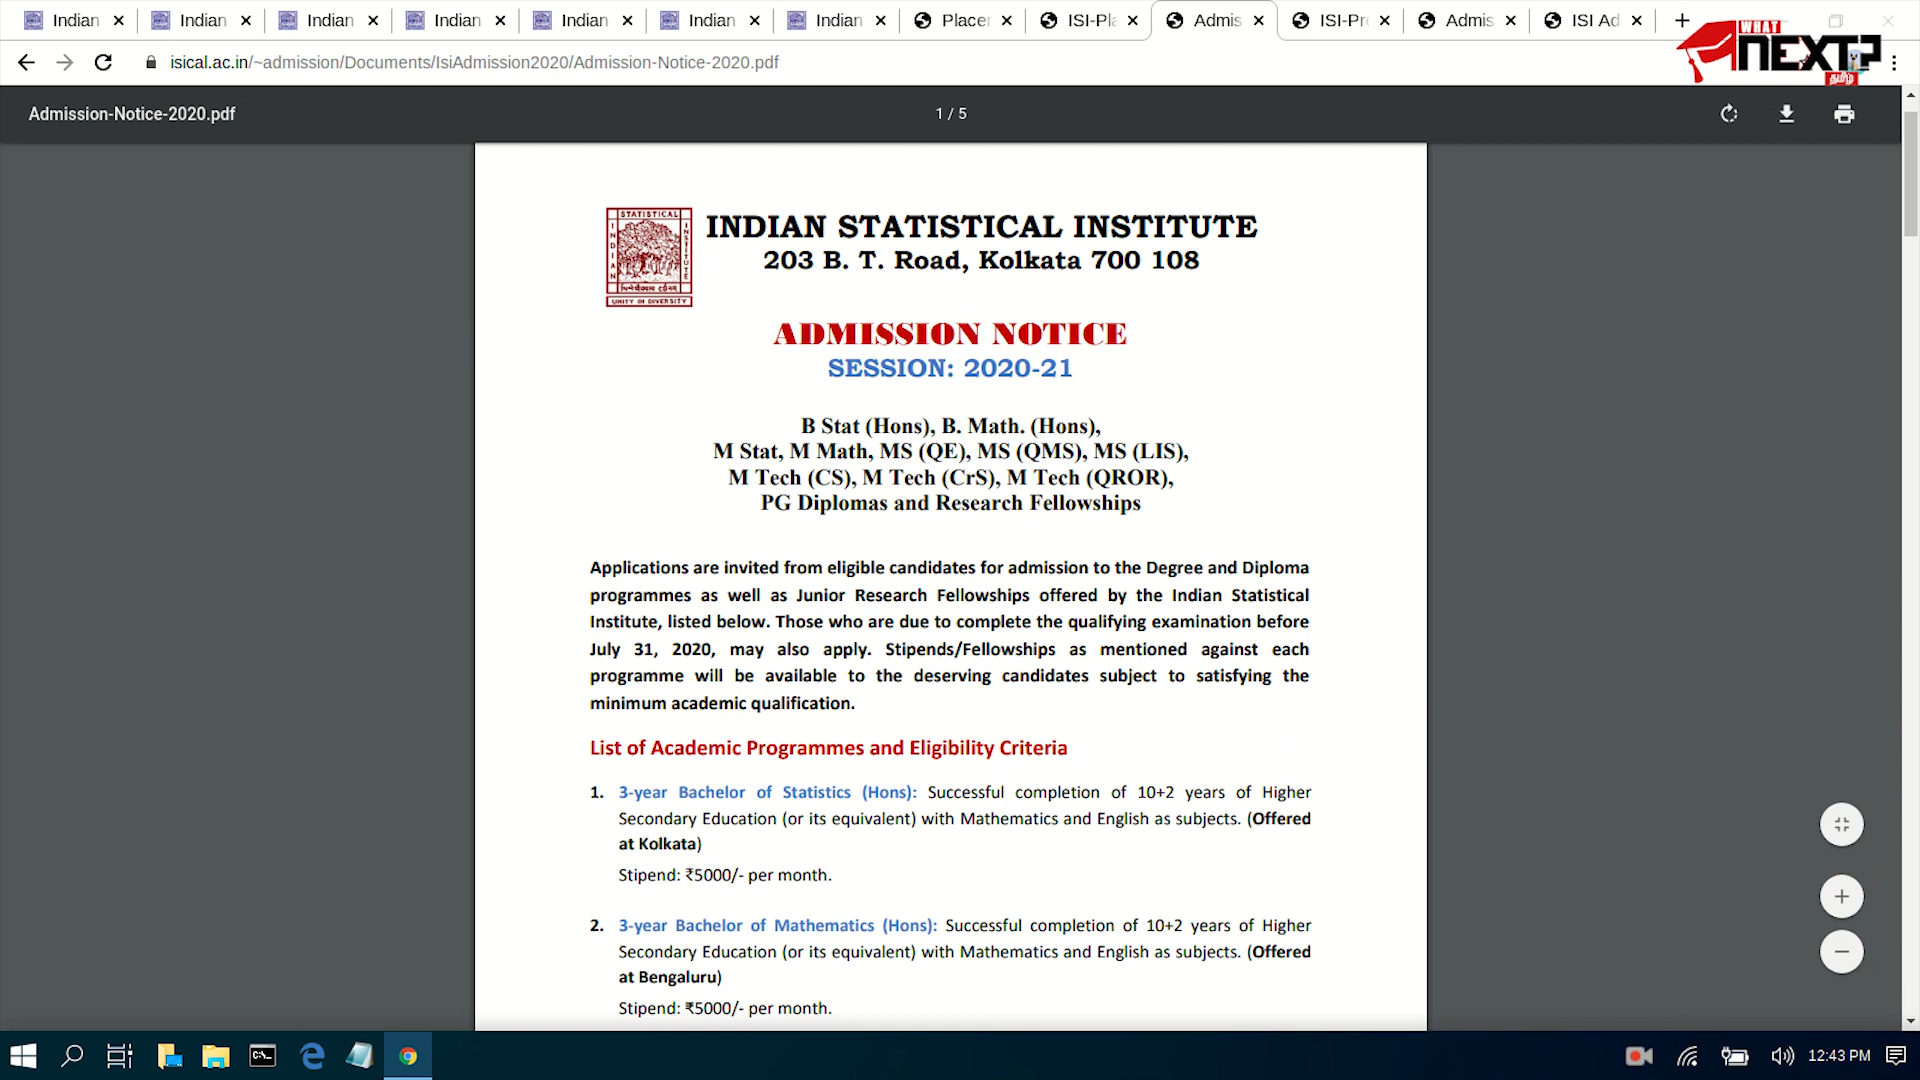 Indian
Indian
Indian
Indian
Indian
Indian
Indian
Placer
ISI-Pla
Admis
ISI-Pr
Admis
ISI Ad
WHAT
NEXT?
தமிழ்
isical.ac.in/~admission/Documents/IsiAdmission2020/Admission-Notice-2020.pdf
Admission-Notice-2020.pdf
1 / 5
STATISTICAL
INDIAN
INSTITUTE
UNITY IN DIVERSITY
INDIAN STATISTICAL INSTITUTE
203 B. T. Road, Kolkata 700 108
ADMISSION NOTICE
SESSION: 2020-21
B Stat (Hons), B. Math. (Hons),
M Stat, M Math, MS (QE), MS (QMS), MS (LIS),
M Tech (CS), M Tech (CrS), M Tech (QROR),
PG Diplomas and Research Fellowships
Applications are invited from eligible candidates for admission to the Degree and Diploma
programmes as well as Junior Research Fellowships offered by the Indian Statistical
Institute, listed below. Those who are due to complete the qualifying examination before
July 31, 2020, may also apply. Stipends/Fellowships as mentioned against each
programme will be available to the deserving candidates subject to satisfying the
minimum academic qualification.
List of Academic Programmes and Eligibility Criteria
1. 3-year Bachelor of Statistics (Hons): Successful completion of 10+2 years of Higher
Secondary Education (or its equivalent) with Mathematics and English as subjects. (Offered
at Kolkata)
Stipend: ₹5000/- per month.
2. 3-year Bachelor of Mathematics (Hons): Successful completion of 10+2 years of Higher
Secondary Education (or its equivalent) with Mathematics and English as subjects. (Offered
at Bengaluru)
Stipend: ₹5000/- per month.
12:43 PM